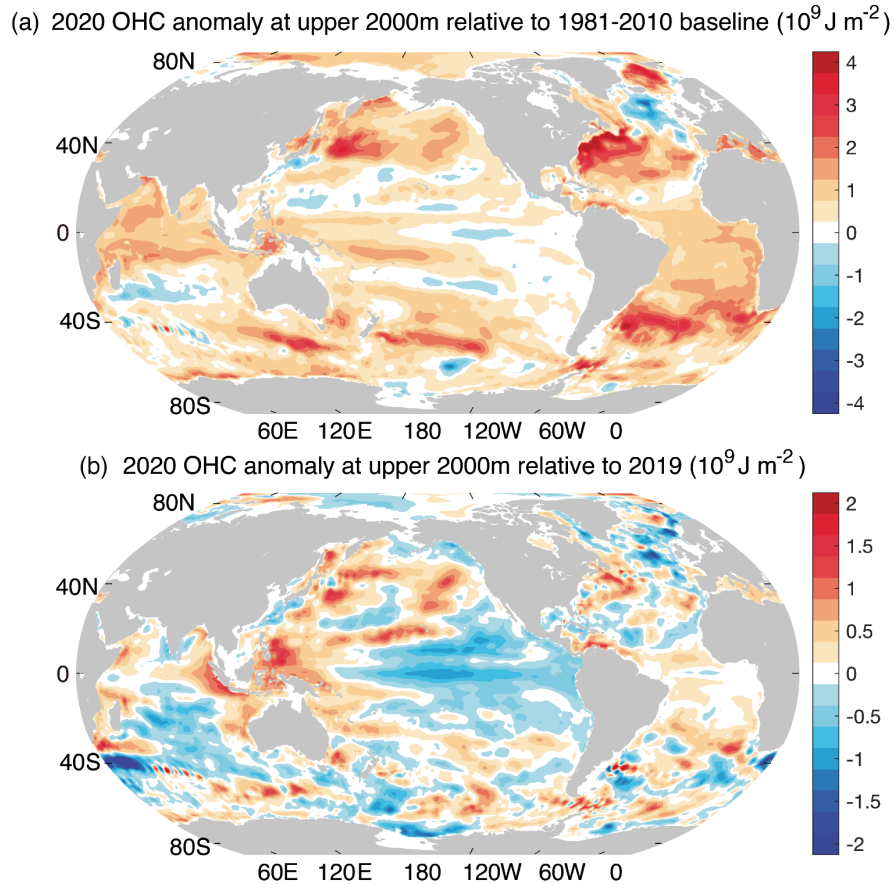 (a) 2020 OHC anomaly at upper 2000m relative to 1981-2010 baseline (10⁹ J m⁻²)
80N
40N
0
40S
80S
60E 120E 180 120W 60W 0
4
3
2
1
0
-1
-2
-3
-4
(b) 2020 OHC anomaly at upper 2000m relative to 2019 (10⁹ J m⁻²)
80N
40N
0
40S
80S
60E 120E 180 120W 60W 0
2
1.5
1
0.5
0
-0.5
-1
-1.5
-2